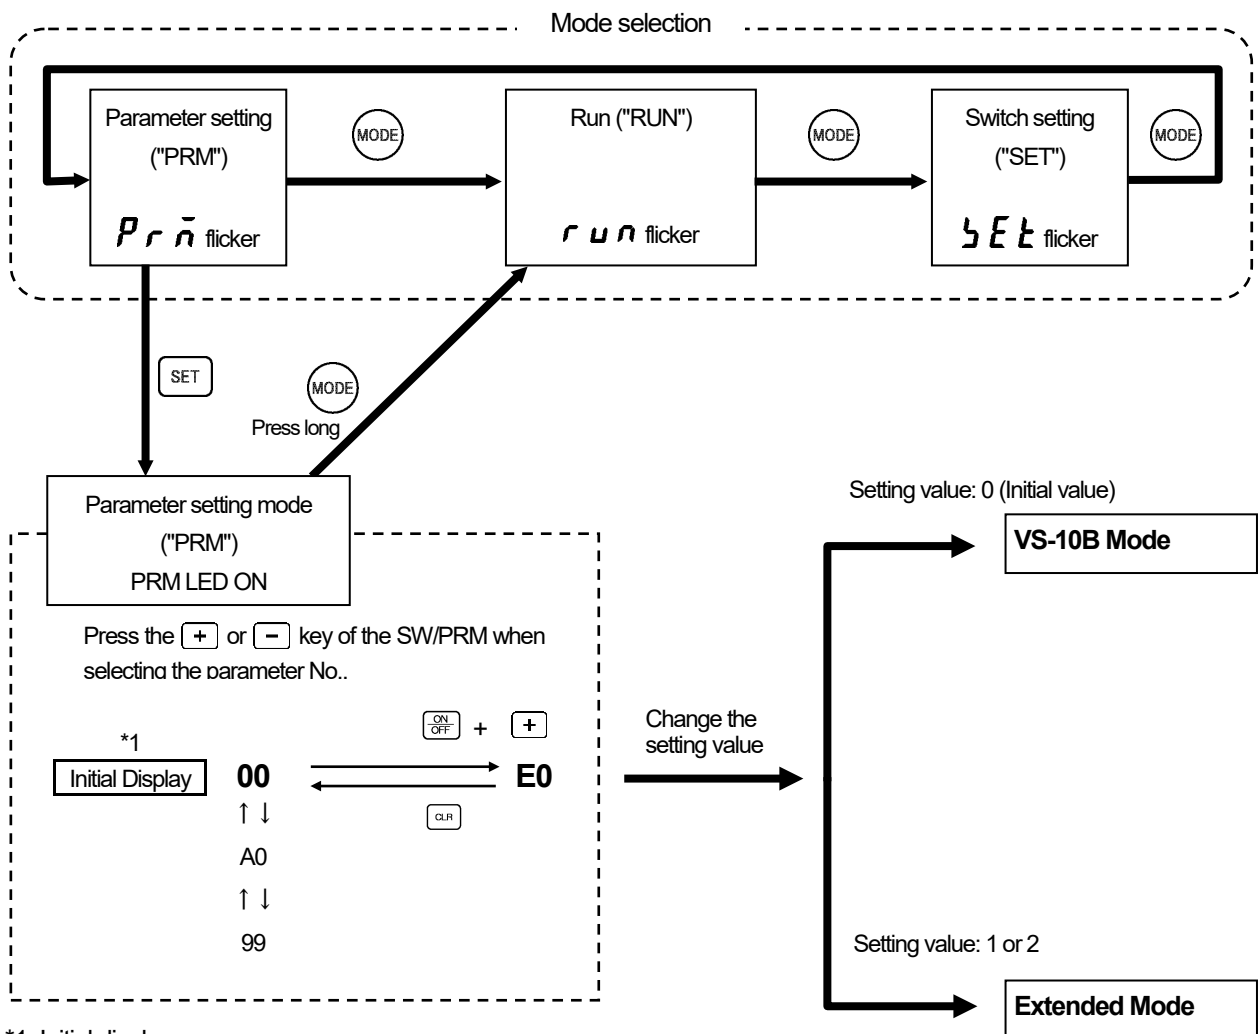 Mode selection
Parameter setting
("PRM")
Prm flicker
MODE
Run ("RUN")
run flicker
MODE
Switch setting
("SET")
SEt flicker
MODE
SET
MODE
Press long
Parameter setting mode
("PRM")
PRM LED ON
Press the + or - key of the SW/PRM when
selecting the parameter No..
*1
Initial Display
00
ON
OFF
+ +
E0
CLR
↑ ↓
A0
↑ ↓
99
Change the
setting value
Setting value: 0 (Initial value)
VS-10B Mode
Setting value: 1 or 2
Extended Mode